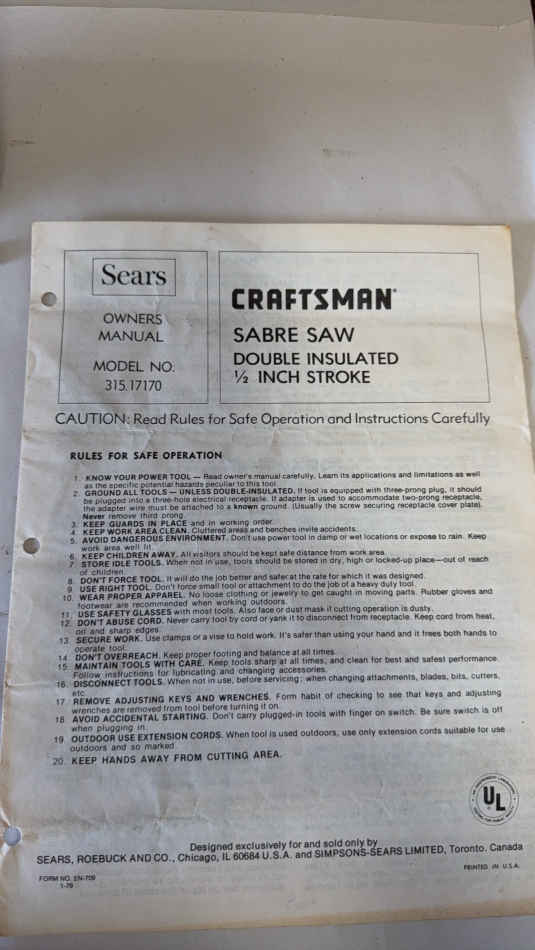 Sears
OWNERS
MANUAL
MODEL NO.
315.17170
CRAFTSMAN®
SABRE SAW
DOUBLE INSULATED
½ INCH STROKE
CAUTION: Read Rules for Safe Operation and Instructions Carefully
RULES FOR SAFE OPERATION
1. KNOW YOUR POWER TOOL — Read owner's manual carefully. Learn its applications and limitations as well
as the specific potential hazards peculiar to this tool.
2. GROUND ALL TOOLS — UNLESS DOUBLE-INSULATED. If tool is equipped with three-prong plug, it should
be plugged into a three-hole electrical receptacle. If adapter is used to accommodate two-prong receptacle,
the adapter wire must be attached to a known ground. (Usually the screw securing receptacle cover plate).
Never remove third prong.
3. KEEP GUARDS IN PLACE and in working order.
4. KEEP WORK AREA CLEAN. Cluttered areas and benches invite accidents.
5. AVOID DANGEROUS ENVIRONMENT. Don't use power tool in damp or wet locations or expose to rain. Keep
work area well lit.
6. KEEP CHILDREN AWAY. All visitors should be kept safe distance from work area.
7. STORE IDLE TOOLS. When not in use, tools should be stored in dry, high or locked-up place—out of reach
of children.
8. DON'T FORCE TOOL. It will do the job better and safer at the rate for which it was designed.
9. USE RIGHT TOOL. Don't force small tool or attachment to do the job of a heavy duty tool.
10. WEAR PROPER APPAREL. No loose clothing or jewelry to get caught in moving parts. Rubber gloves and
footwear are recommended when working outdoors.
11. USE SAFETY GLASSES with most tools. Also face or dust mask if cutting operation is dusty.
12. DON'T ABUSE CORD. Never carry tool by cord or yank it to disconnect from receptacle. Keep cord from heat,
oil and sharp edges.
13. SECURE WORK. Use clamps or a vise to hold work. It's safer than using your hand and it frees both hands to
operate tool.
14. DON'T OVERREACH. Keep proper footing and balance at all times.
15. MAINTAIN TOOLS WITH CARE. Keep tools sharp at all times, and clean for best and safest performance.
Follow instructions for lubricating and changing accessories.
16. DISCONNECT TOOLS. When not in use, before servicing; when changing attachments, blades, bits, cutters,
etc.
17. REMOVE ADJUSTING KEYS AND WRENCHES. Form habit of checking to see that keys and adjusting
wrenches are removed from tool before turning it on.
18. AVOID ACCIDENTAL STARTING. Don't carry plugged-in tools with finger on switch. Be sure switch is off
when plugging in.
19. OUTDOOR USE EXTENSION CORDS. When tool is used outdoors, use only extension cords suitable for use
outdoors and so marked.
20. KEEP HANDS AWAY FROM CUTTING AREA.
UL
Designed exclusively for and sold only by
SEARS, ROEBUCK AND CO., Chicago, IL 60684 U.S.A. and SIMPSONS-SEARS LIMITED, Toronto. Canada
FORM NO. SN-709
PRINTED IN U.S.A.